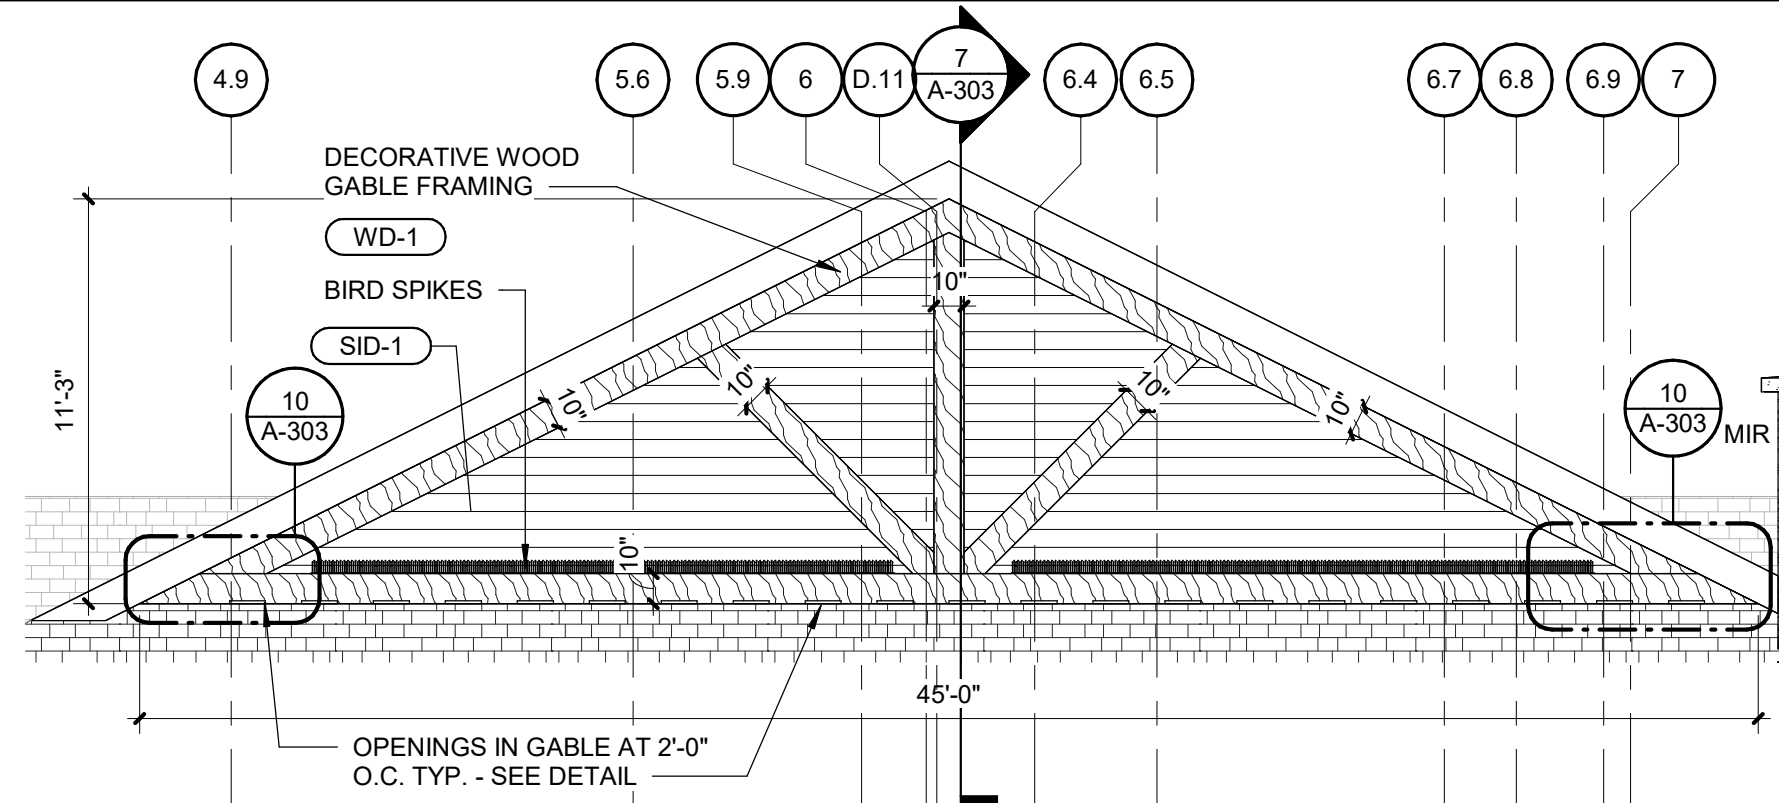 4.9
5.6
5.9
6
D.11
7
A-303
6.4
6.5
6.7
6.8
6.9
7
DECORATIVE WOOD
GABLE FRAMING
WD-1
BIRD SPIKES
SID-1
10
A-303
11'-3"
10"
10"
10"
10"
10"
10"
10
A-303
MIR
45'-0"
OPENINGS IN GABLE AT 2'-0"
O.C. TYP. - SEE DETAIL